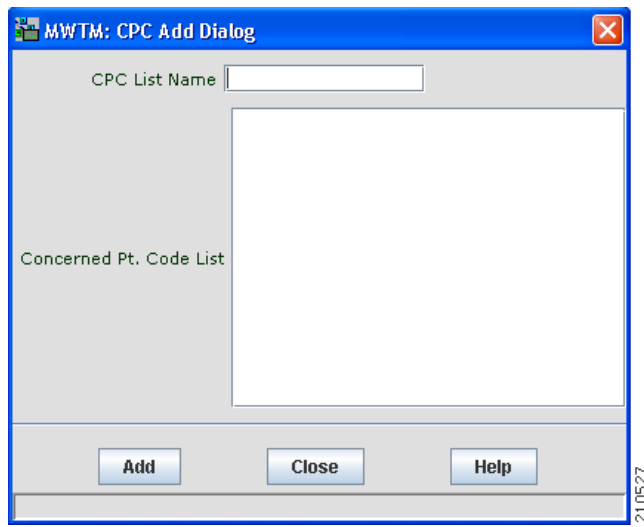 MWTM: CPC Add Dialog
CPC List Name
Concerned Pt. Code List
Add Close Help
210527